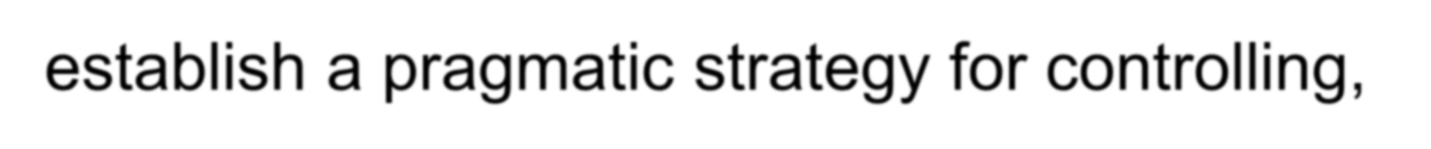 establish a pragmatic strategy for controlling,